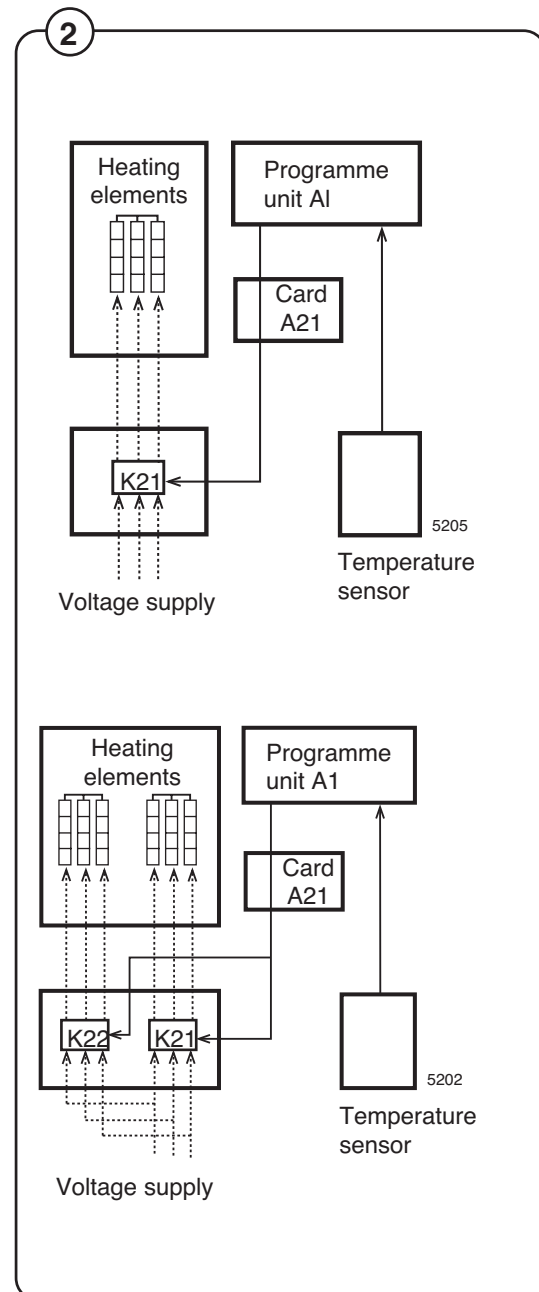 2
Heating
elements
Programme
unit AI
Card
A21
K21
5205
Temperature
sensor
Voltage supply
Heating
elements
Programme
unit A1
Card
A21
K22
K21
5202
Temperature
sensor
Voltage supply